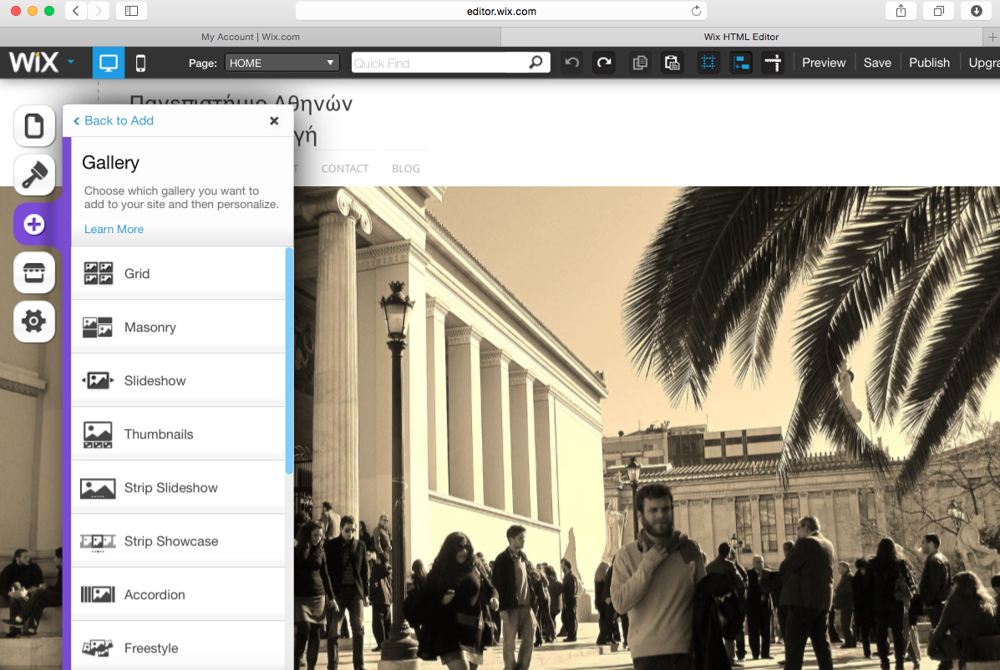 editor.wix.com
My Account | Wix.com
Wix HTML Editor
WiX
Page:
HOME
Quick Find
Preview
Save
Publish
Upgra
Πανεπιστήμιο Αθηνών
γή
Back to Add
Gallery
Choose which gallery you want to
add to your site and then personalize.
Learn More
T CONTACT BLOG
Grid
Masonry
Slideshow
Thumbnails
Strip Slideshow
Strip Showcase
Accordion
Freestyle